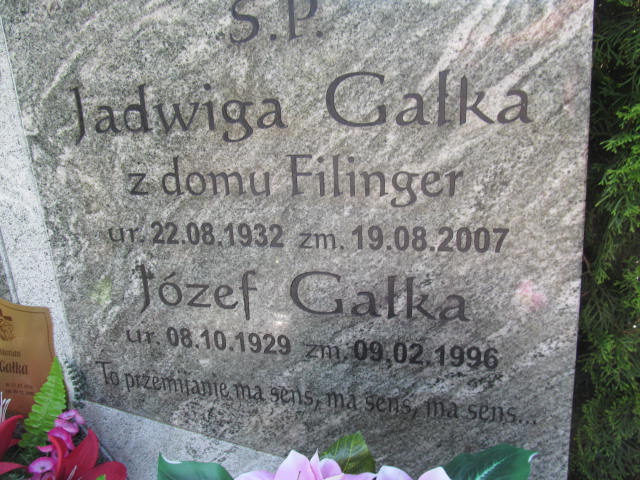 Ś.P.
Jadwiga Gałka
z domu Filinger
ur. 22.08.1932 zm. 19.08.2007
Józef Gałka
ur. 08.10.1929 zm. 09.02.1996
To przemijanie ma sens, ma sens, ma sens...
Gałka